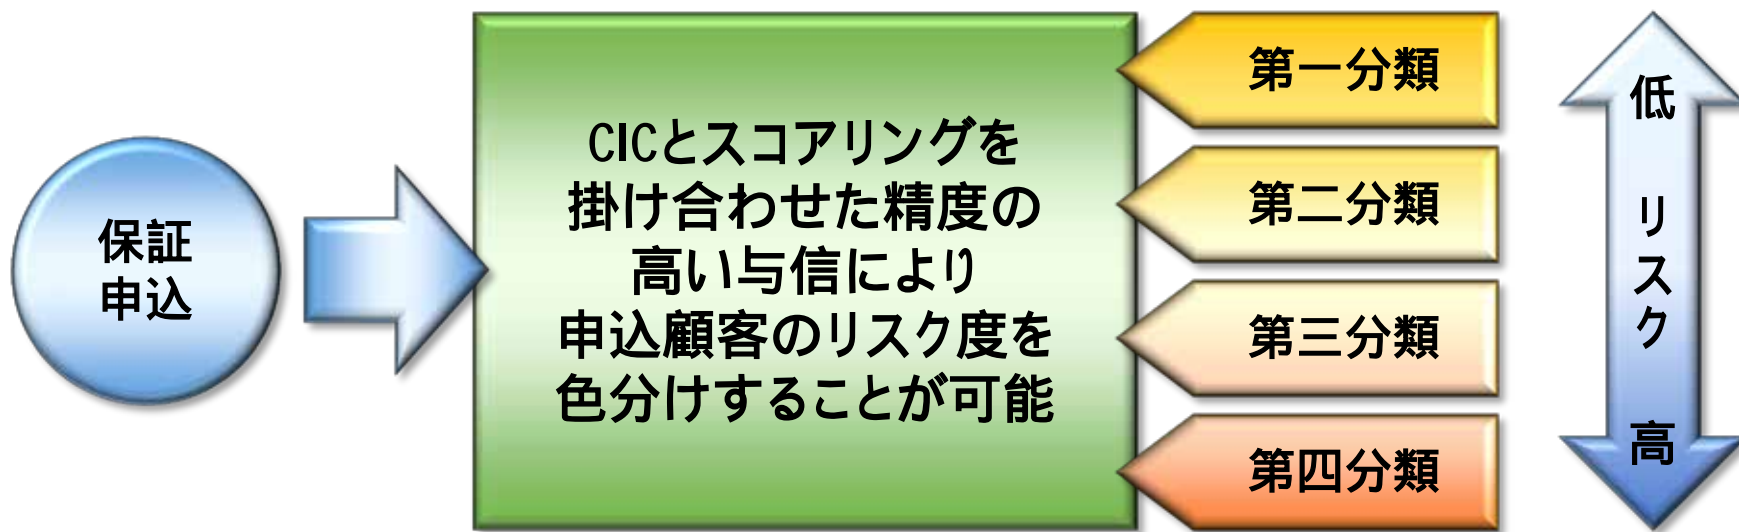 保証
申込
CICとスコアリングを
掛け合わせた精度の
高い与信により
申込顧客のリスク度を
色分けすることが可能
第一分類
第二分類
第三分類
第四分類
低
リスク
高